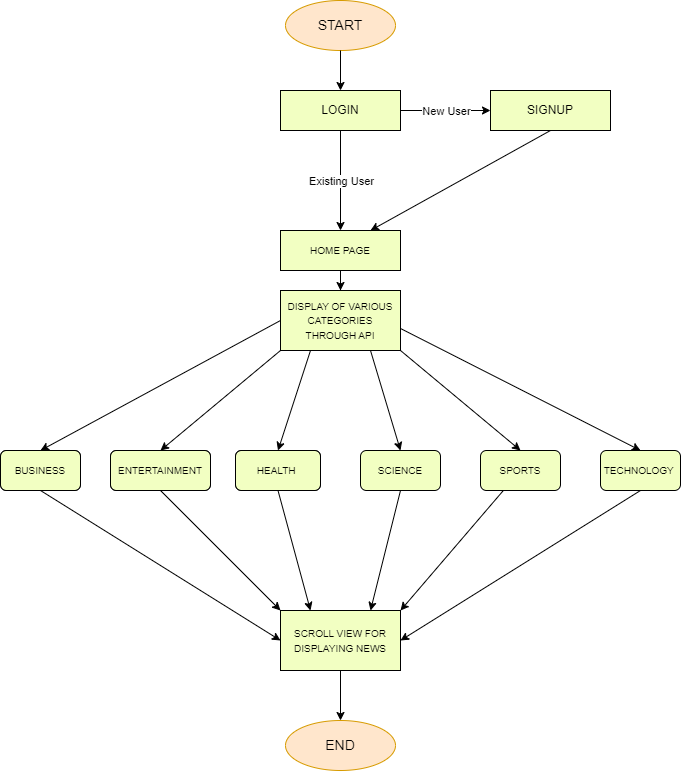 START
LOGIN
New User
SIGNUP
Existing User
HOME PAGE
DISPLAY OF VARIOUS
CATEGORIES
THROUGH API
BUSINESS
ENTERTAINMENT
HEALTH
SCIENCE
SPORTS
TECHNOLOGY
SCROLL VIEW FOR
DISPLAYING NEWS
END